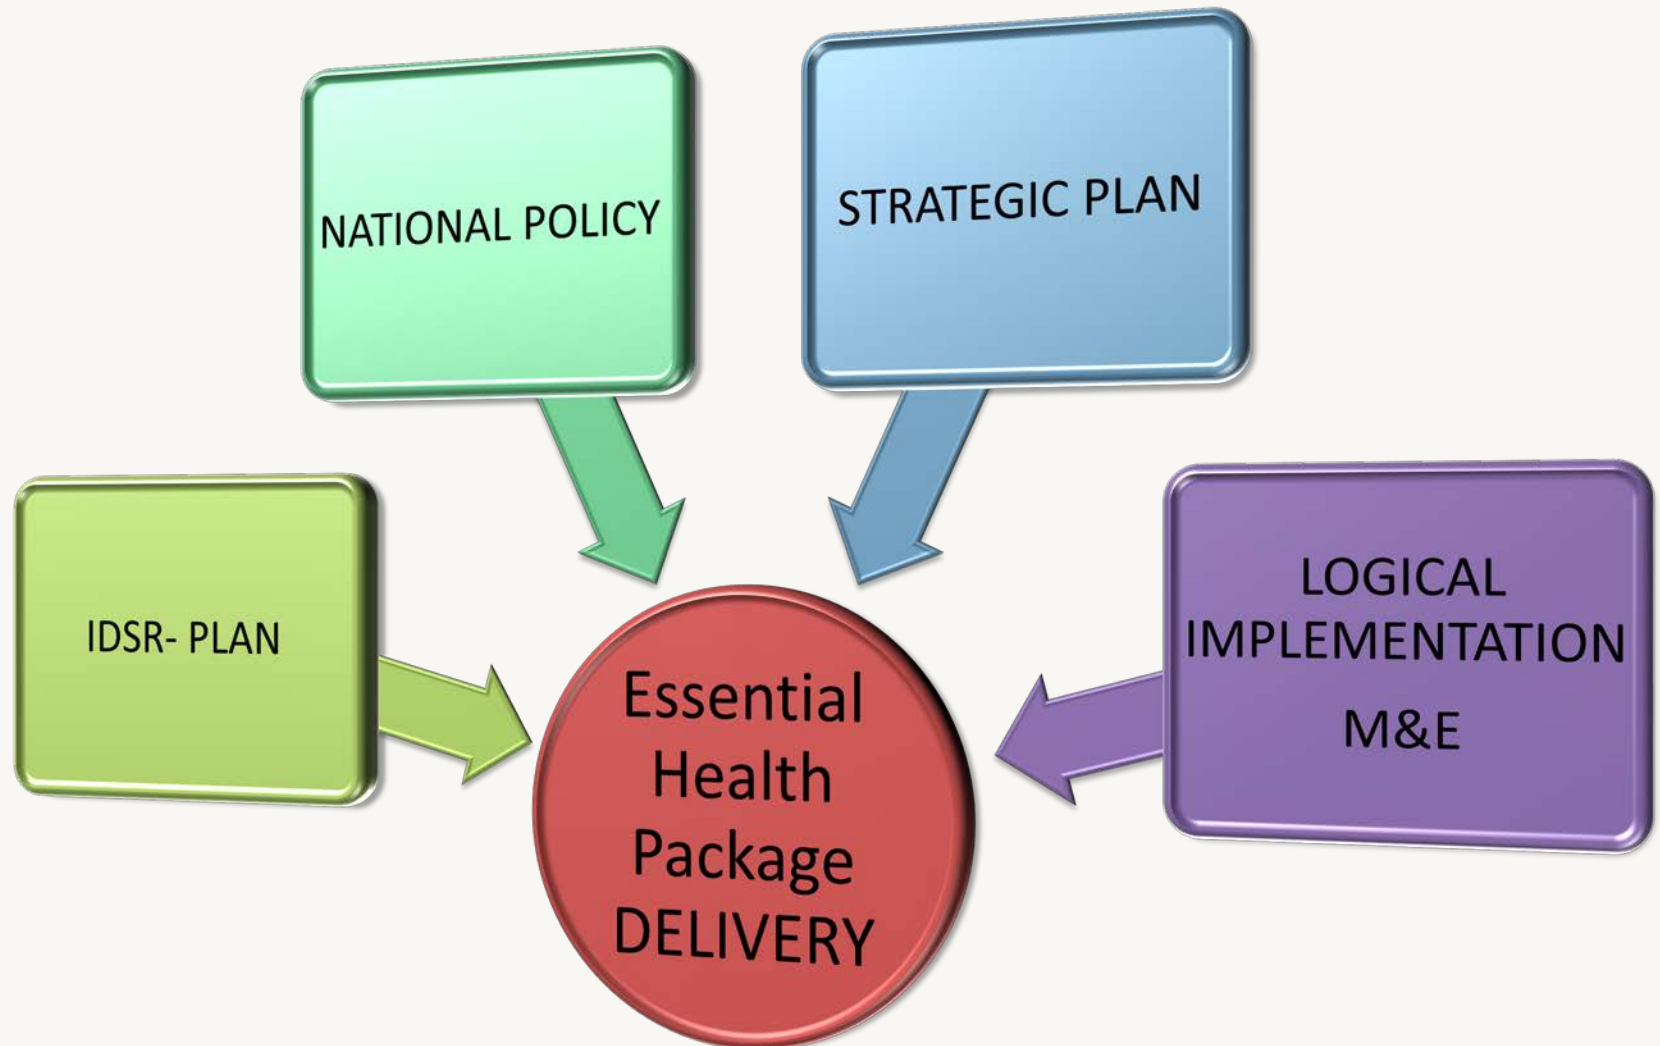 NATIONAL POLICY
STRATEGIC PLAN
IDSR- PLAN
LOGICAL
IMPLEMENTATION
M&E
Essential
Health
Package
DELIVERY